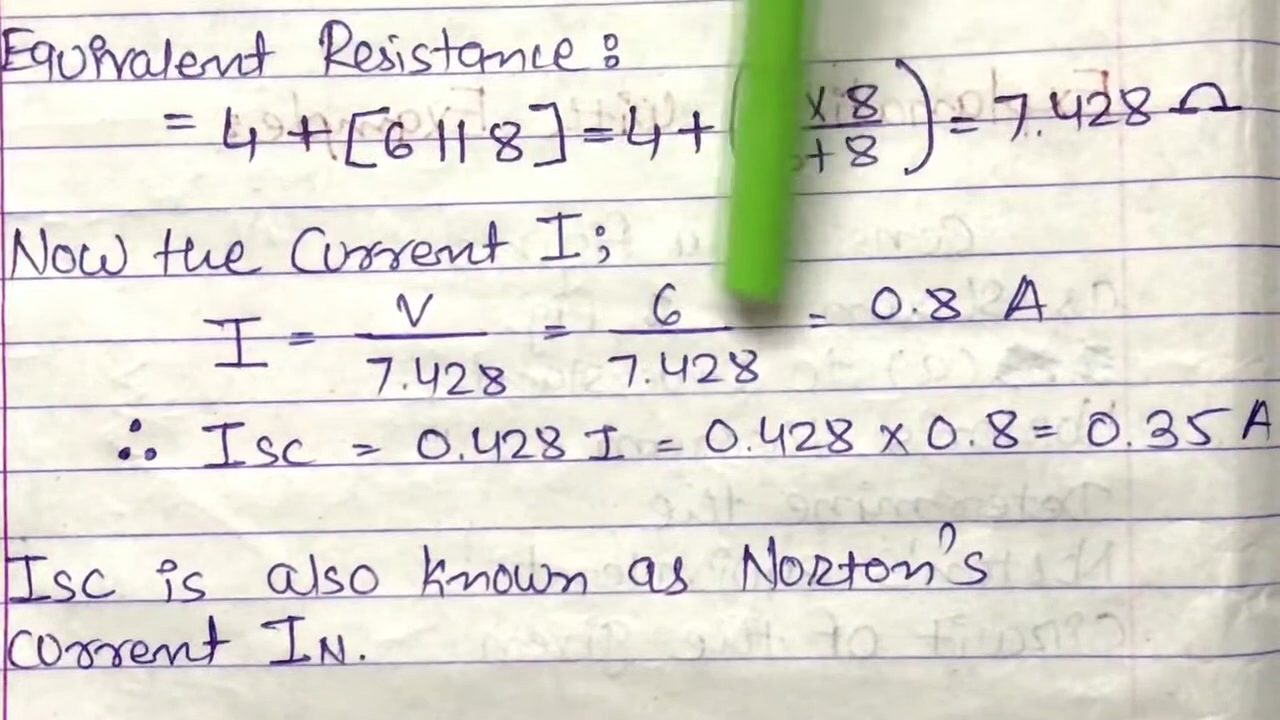 Equivalent Resistance:
= 4 + [6 || 8] = 4 + ( × 8 / + 8 ) = 7.428 Ω
Now the Current I;
I = V / 7.428 = 6 / 7.428 = 0.8 A
∴ Isc = 0.428 I = 0.428 × 0.8 = 0.35 A
Isc is also known as Norton's
current IN.